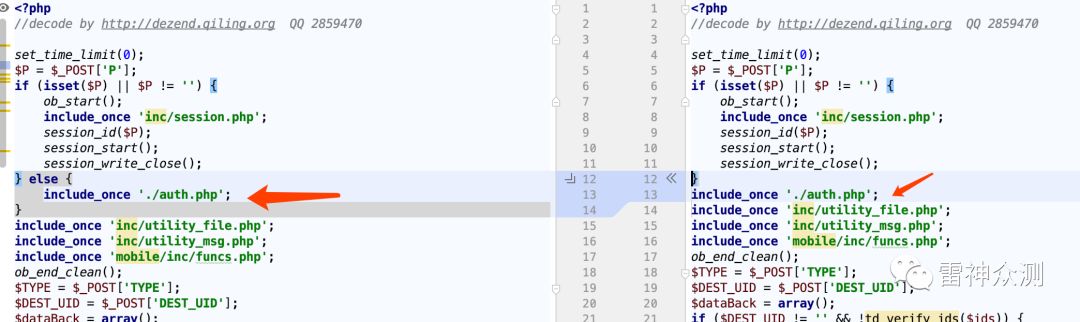 <?php
//decode by http://dezend.qiling.org  QQ 2859470
set_time_limit(0);
$P = $_POST['P'];
if (isset($P) || $P != '') {
ob_start();
include_once 'inc/session.php';
session_id($P);
session_start();
session_write_close();
} else {
include_once './auth.php';
}
include_once 'inc/utility_file.php';
include_once 'inc/utility_msg.php';
include_once 'mobile/inc/funcs.php';
ob_end_clean();
$TYPE = $_POST['TYPE'];
$DEST_UID = $_POST['DEST_UID'];
$dataBack = array();
1 1
2 2
3 3
4 4
5 5
6 6
7 7
8 8
9 9
10 10
11 11
12 12
13 13
14 14
15 15
16 16
17 17
18 18
19 19
20 20
21 21
<?php
//decode by http://dezend.qiling.org  QQ 2859470
set_time_limit(0);
$P = $_POST['P'];
if (isset($P) || $P != '') {
ob_start();
include_once 'inc/session.php';
session_id($P);
session_start();
session_write_close();
}
include_once './auth.php';
include_once 'inc/utility_file.php';
include_once 'inc/utility_msg.php';
include_once 'mobile/inc/funcs.php';
ob_end_clean();
$TYPE = $_POST['TYPE'];
$DEST_UID = $_POST['DEST_UID'];
$dataBack = array();
if ($DEST_UID != '' && !td_verify_ids($ids)) {
雷神众测